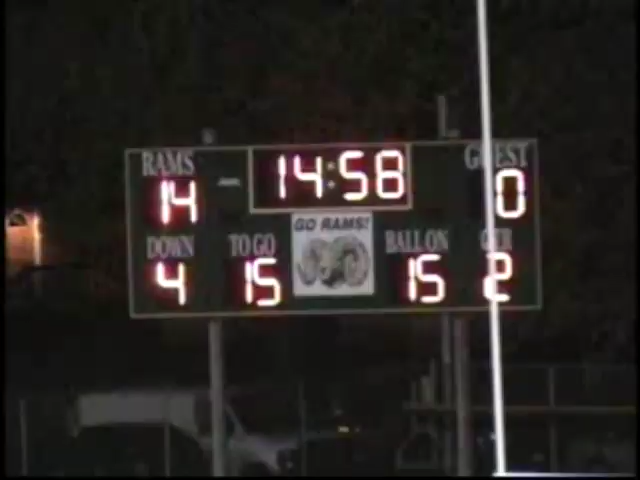 RAMS 14:58 GUEST
14 0
GO RAMS!
DOWN TO GO BALL ON QTR
4 15 15 2